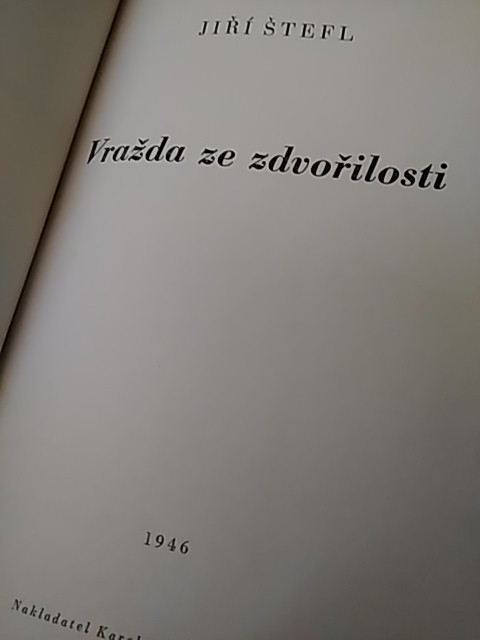 JIŘÍ ŠTEFL
Vražda ze zdvořilosti
1946
Nakladatel